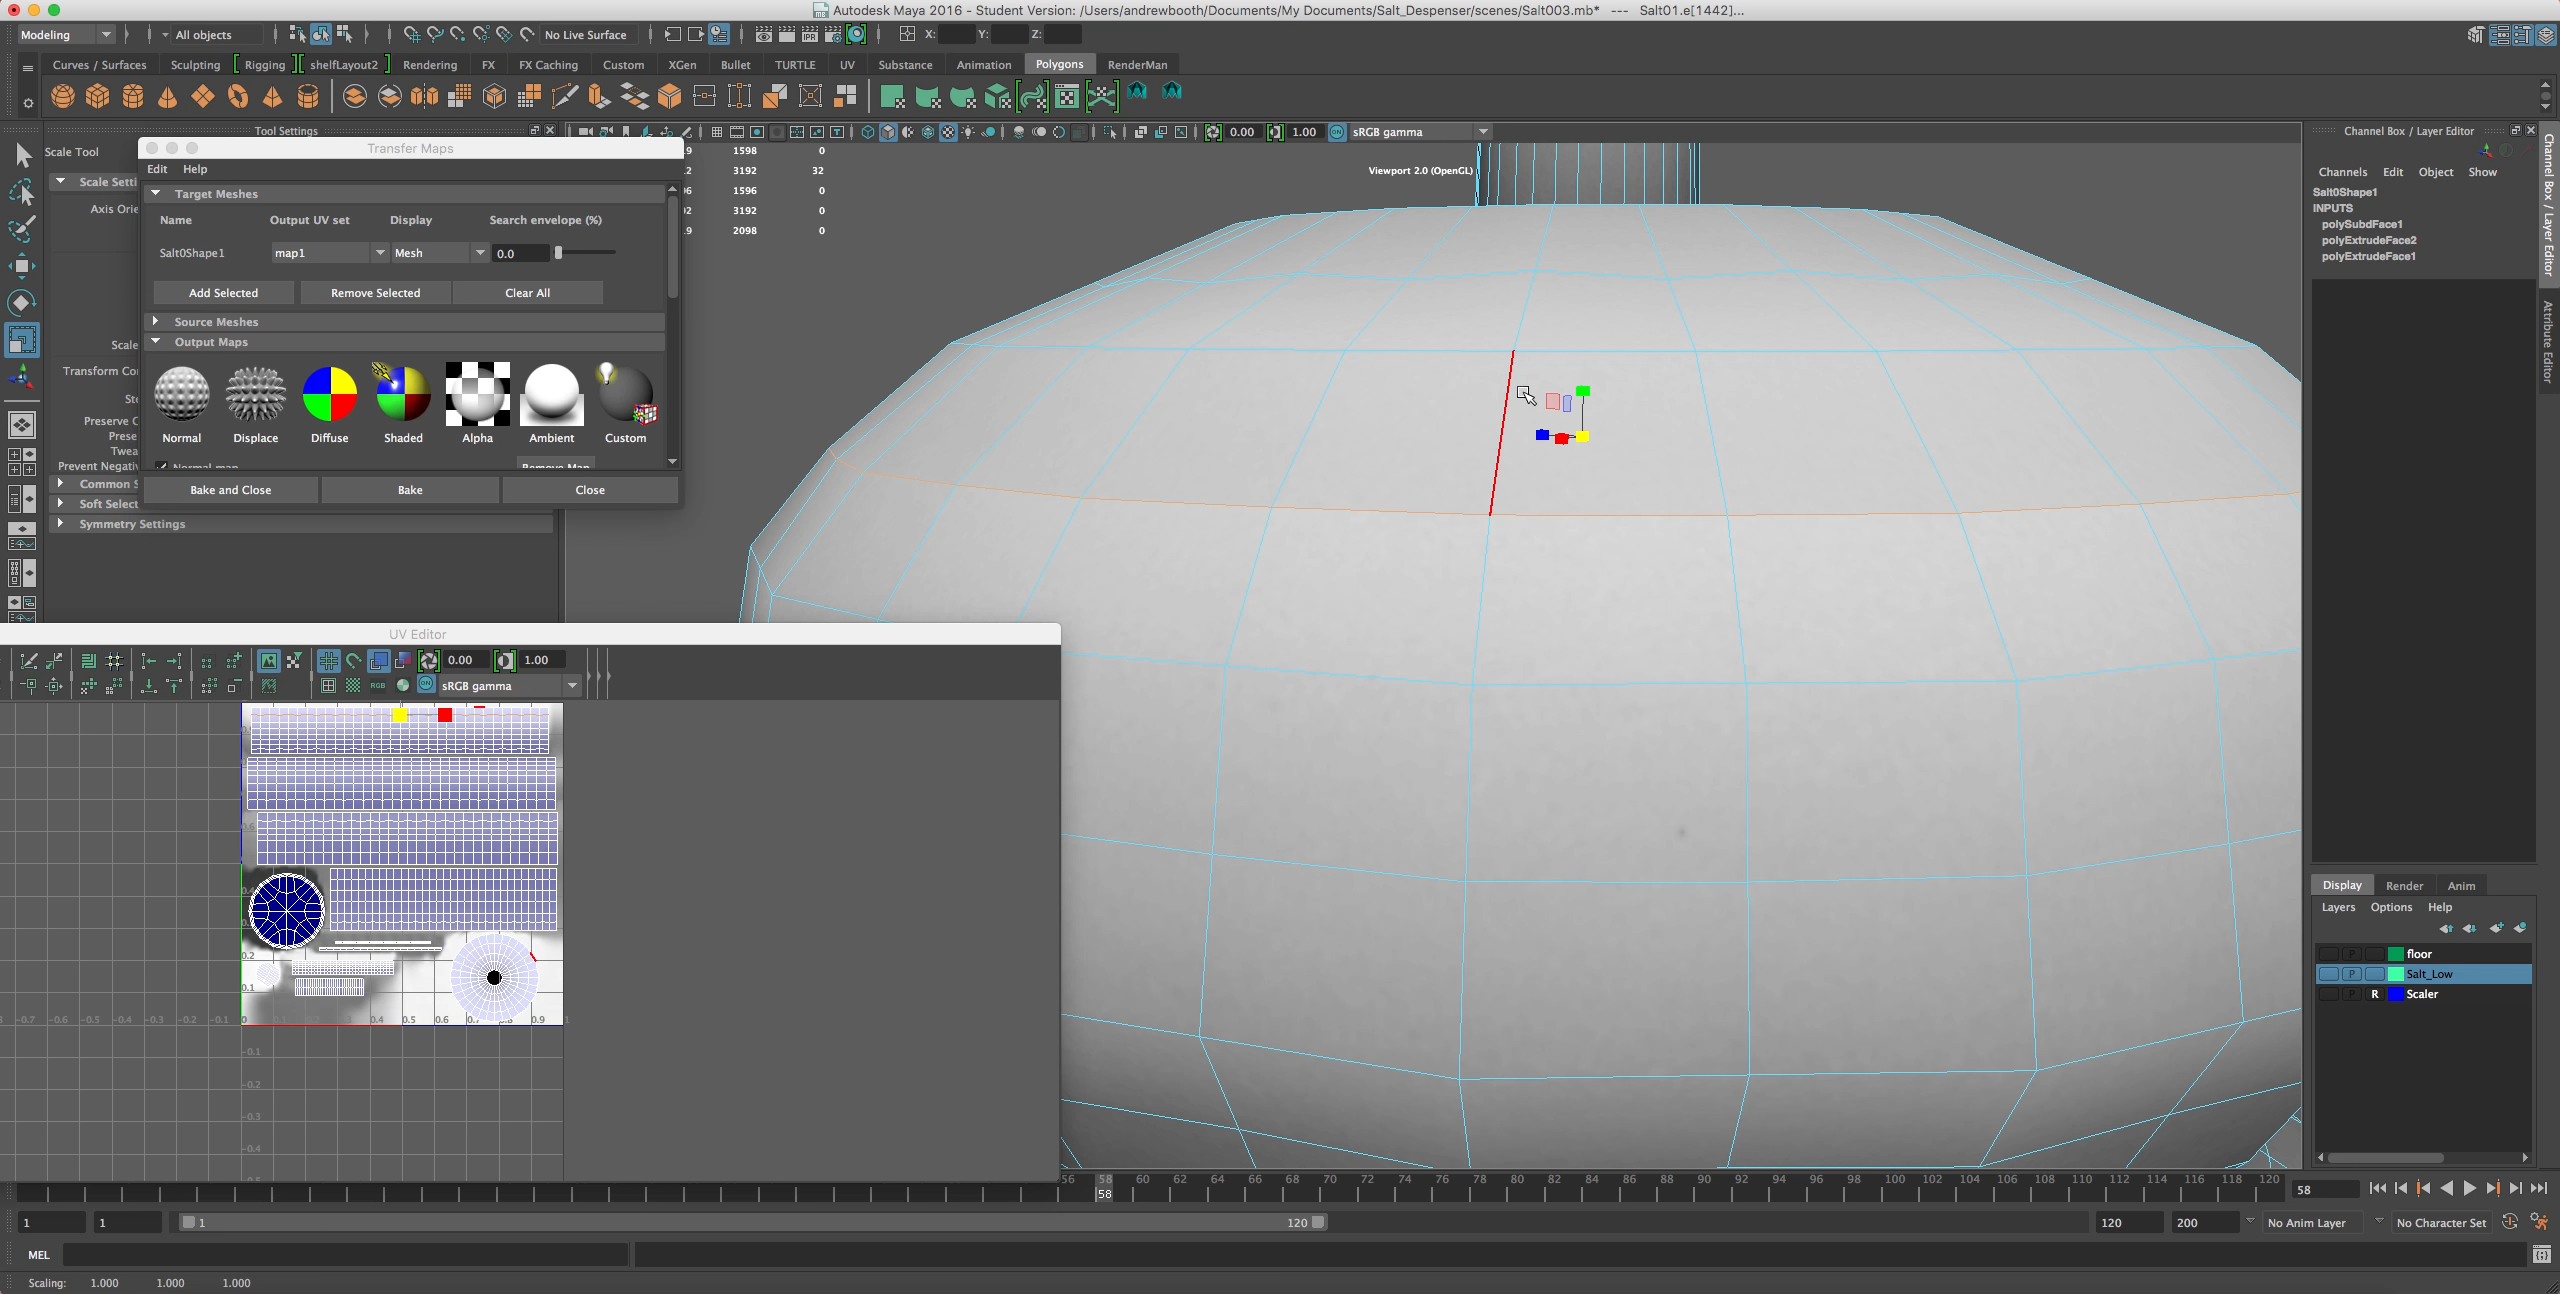 Autodesk Maya 2016 - Student Version: /Users/andrewbooth/Documents/My Documents/Salt_Despenser/scenes/Salt003.mb* --- Salt01.e[1442]...
Modeling
All objects
No Live Surface
X:
Y:
Z:
Curves / Surfaces
Sculpting
Rigging
shelfLayout2
Rendering
FX
FX Caching
Custom
XGen
Bullet
TURTLE
UV
Substance
Animation
Polygons
RenderMan
Tool Settings
0.00
1.00
sRGB gamma
Channel Box / Layer Editor
Scale Tool
Scale Setti
Axis Orie
Scale
Transform Co
Ste
Preserve C
Prese
Twea
Prevent Negativ
Common S
Soft Select
Symmetry Settings
Transfer Maps
Edit Help
Target Meshes
Name Output UV set Display Search envelope (%)
Salt0Shape1 map1 Mesh 0.0
Add Selected Remove Selected Clear All
Source Meshes
Output Maps
Normal Displace Diffuse Shaded Alpha Ambient Custom
Normal map Remove Map
Bake and Close Bake Close
9 1598 0
2 3192 32
6 1596 0
2 3192 0
9 2098 0
Viewport 2.0 (OpenGL)
Channels Edit Object Show
Salt0Shape1
INPUTS
polySubdFace1
polyExtrudeFace2
polyExtrudeFace1
Channel Box / Layer Editor
Attribute Editor
UV Editor
0.00
1.00
RGB
sRGB gamma
0.2
0.1
-0.7 -0.6 -0.5 -0.4 -0.3 -0.2 -0.1 0 0.4 0.5 0.6 0.9 1
-0.1
-0.2
-0.3
-0.4
Display Render Anim
Layers Options Help
P floor
P Salt_Low
P R Scaler
56 58 60 62 64 66 68 70 72 74 76 78 80 82 84 86 88 90 92 94 96 98 100 102 104 106 108 110 112 114 116 118 120
58
58
1
1
1
120
120
200
No Anim Layer
No Character Set
MEL
Scaling: 1.000 1.000 1.000